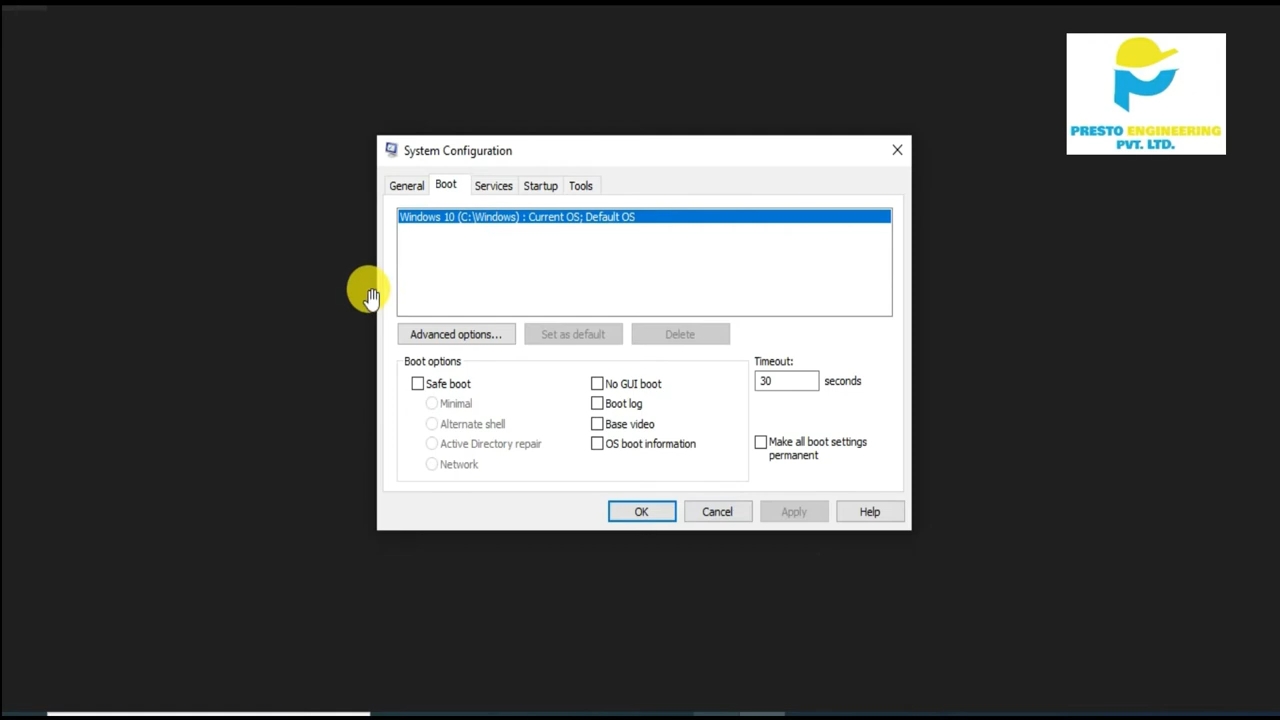 PRESTO ENGINEERING
PVT. LTD.
System Configuration
General Boot Services Startup Tools
Windows 10 (C:\Windows) : Current OS; Default OS
Advanced options... Set as default Delete
Boot options
Timeout:
Safe boot No GUI boot 30 seconds
Minimal Boot log
Alternate shell Base video
Active Directory repair OS boot information Make all boot settings
permanent
Network
OK Cancel Apply Help